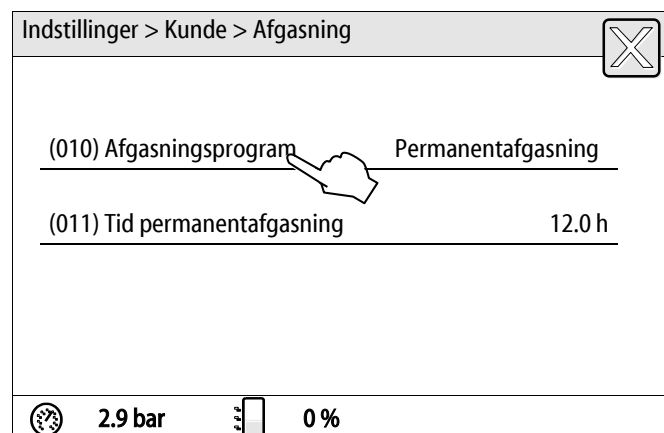 Indstillinger > Kunde > Afgasning
X
(010) Afgasningsprogram Permanentafgasning
(011) Tid permanentafgasning 12.0 h
2.9 bar 0 %